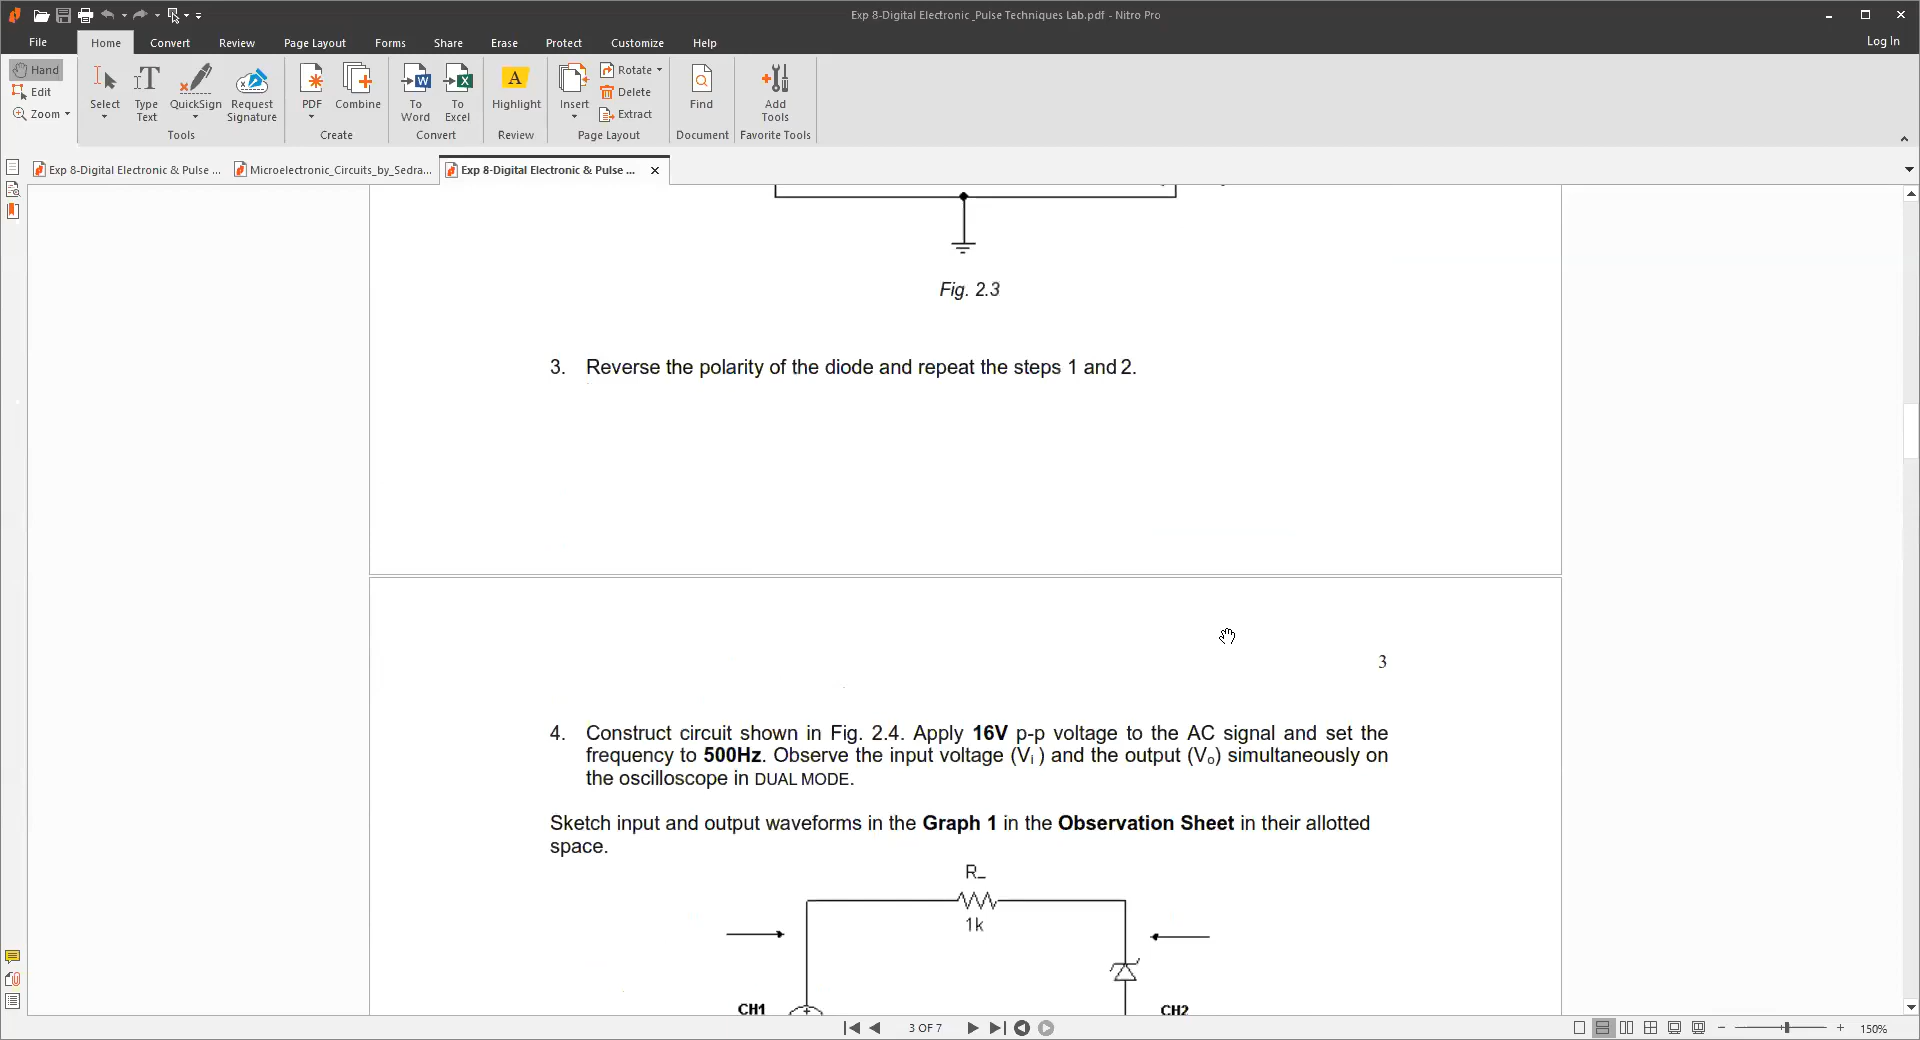 Exp 8-Digital Electronic _Pulse Techniques Lab.pdf - Nitro Pro
File Home Convert Review Page Layout Forms Share Erase Protect Customize Help Log In
Hand Edit Zoom
Select Type Text QuickSign Request Signature
Tools
PDF Combine
Create
To Word To Excel
Convert
Highlight
Review
Insert Rotate Delete Extract
Page Layout
Find
Document
Add Tools
Favorite Tools
Exp 8-Digital Electronic & Pulse ... Microelectronic_Circuits_by_Sedra... Exp 8-Digital Electronic & Pulse ...
Fig. 2.3
3. Reverse the polarity of the diode and repeat the steps 1 and 2.
3
4. Construct circuit shown in Fig. 2.4. Apply 16V p-p voltage to the AC signal and set the
frequency to 500Hz. Observe the input voltage (Vi ) and the output (Vo) simultaneously on
the oscilloscope in DUAL MODE.
Sketch input and output waveforms in the Graph 1 in the Observation Sheet in their allotted
space.
R_
1k
CH1 CH2
3 OF 7 150%